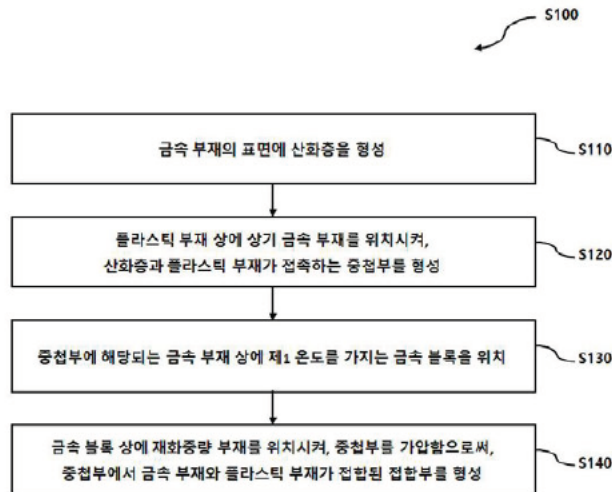 S100
금속 부재의 표면에 산화층을 형성
S110
플라스틱 부재 상에 상기 금속 부재를 위치시켜,
산화층과 플라스틱 부재가 접속하는 중첩부를 형성
S120
중첩부에 해당되는 금속 부재 상에 제1 온도를 가지는 금속 블록을 위치
S130
금속 블록 상에 재화중량 부재를 위치시켜, 중첩부를 가압함으로써,
중첩부에서 금속 부재와 플라스틱 부재가 접합된 접합부를 형성
S140